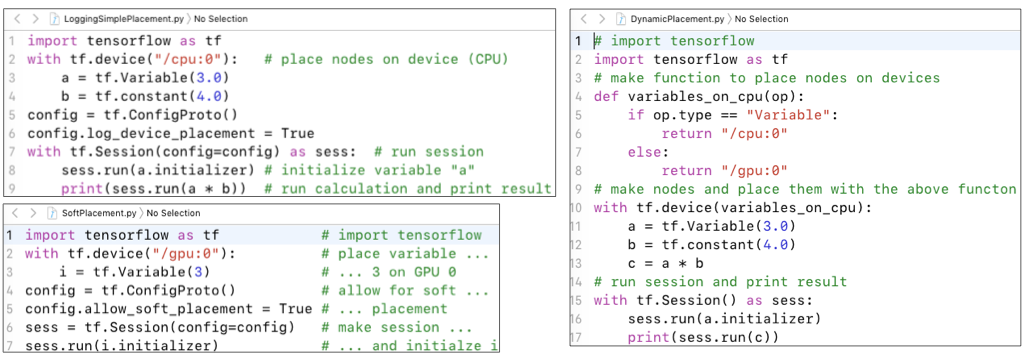 LoggingSimplePlacement.py > No Selection
1 import tensorflow as tf
2 with tf.device("/cpu:0"):   # place nodes on device (CPU)
3     a = tf.Variable(3.0)
4     b = tf.constant(4.0)
5 config = tf.ConfigProto()
6 config.log_device_placement = True
7 with tf.Session(config=config) as sess:  # run session
8     sess.run(a.initializer) # initialize variable "a"
9     print(sess.run(a * b))  # run calculation and print result
SoftPlacement.py > No Selection
1 import tensorflow as tf            # import tensorflow
2 with tf.device("/gpu:0"):          # place variable ...
3     i = tf.Variable(3)             # ... 3 on GPU 0
4 config = tf.ConfigProto()          # allow for soft ...
5 config.allow_soft_placement = True # ... placement
6 sess = tf.Session(config=config)   # make session ...
7 sess.run(i.initializer)            # ... and initialze i
DynamicPlacement.py > No Selection
1 # import tensorflow
2 import tensorflow as tf
3 # make function to place nodes on devices
4 def variables_on_cpu(op):
5     if op.type == "Variable":
6         return "/cpu:0"
7     else:
8         return "/gpu:0"
9 # make nodes and place them with the above functon
10 with tf.device(variables_on_cpu):
11     a = tf.Variable(3.0)
12     b = tf.constant(4.0)
13     c = a * b
14 # run session and print result
15 with tf.Session() as sess:
16     sess.run(a.initializer)
17     print(sess.run(c))